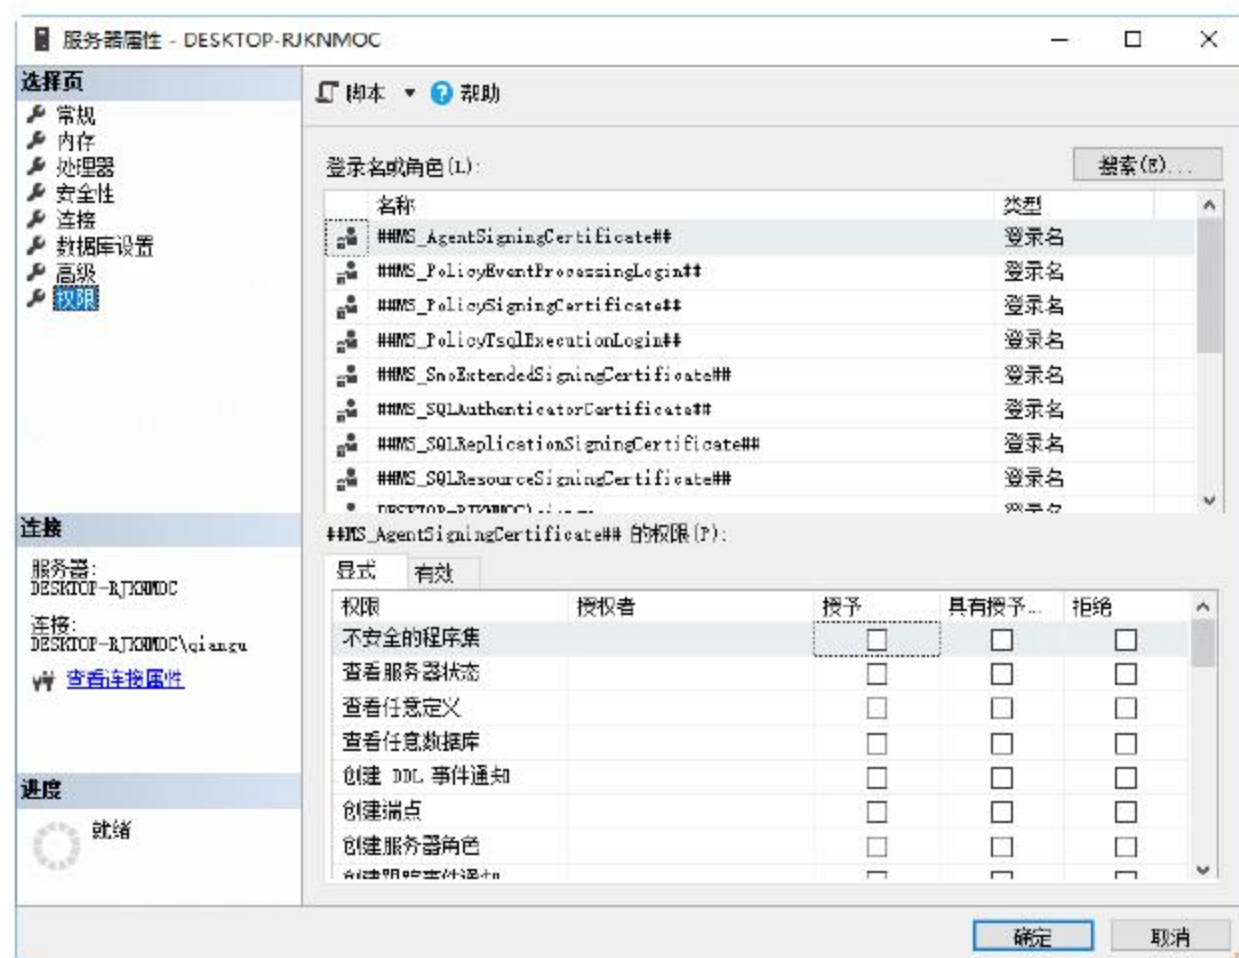 服务器属性 - DESKTOP-RJKNMOC
选择页
常规
内存
处理器
安全性
连接
数据库设置
高级
权限
脚本 帮助
登录名或角色(L):
搜索(E)...
名称 类型
##MS_AgentSigningCertificate## 登录名
##MS_PolicyEventProcessingLogin## 登录名
##MS_PolicySigningCertificate## 登录名
##MS_PolicyTsqlExecutionLogin## 登录名
##MS_SmoExtendedSigningCertificate## 登录名
##MS_SQLAuthenticatorCertificate## 登录名
##MS_SQLReplicationSigningCertificate## 登录名
##MS_SQLResourceSigningCertificate## 登录名
##MS_AgentSigningCertificate## 的权限(P):
显式 有效
权限 授权者 授予 具有授予... 拒绝
不安全的程序集
查看服务器状态
查看任意定义
查看任意数据库
创建 DDL 事件通知
创建端点
创建服务器角色
创建跟踪事件通知
连接
服务器:
DESKTOP-RJKNMOC
连接:
DESKTOP-RJKNMOC\qiangu
查看连接属性
进度
就绪
确定 取消